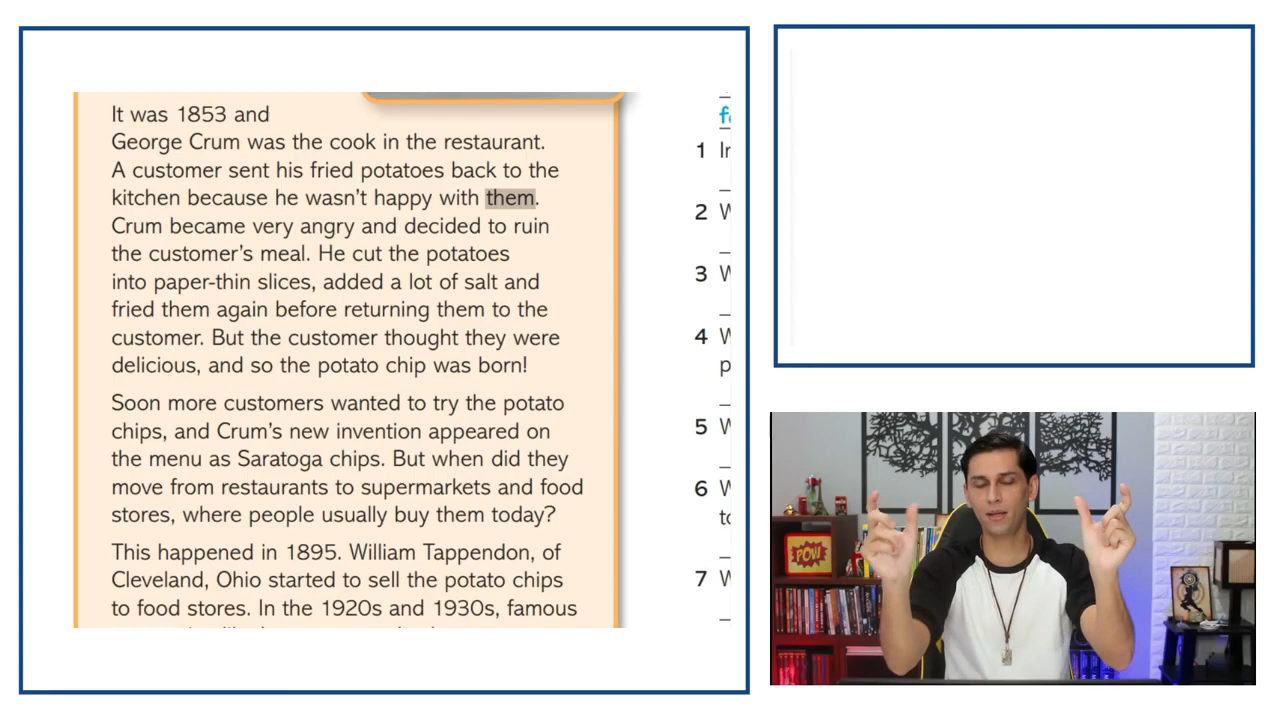 It was 1853 and
George Crum was the cook in the restaurant.
A customer sent his fried potatoes back to the
kitchen because he wasn't happy with them.
Crum became very angry and decided to ruin
the customer's meal. He cut the potatoes
into paper-thin slices, added a lot of salt and
fried them again before returning them to the
customer. But the customer thought they were
delicious, and so the potato chip was born!
Soon more customers wanted to try the potato
chips, and Crum's new invention appeared on
the menu as Saratoga chips. But when did they
move from restaurants to supermarkets and food
stores, where people usually buy them today?
This happened in 1895. William Tappendon, of
Cleveland, Ohio started to sell the potato chips
to food stores. In the 1920s and 1930s, famous
1
2
3
4
5
6
7
POW